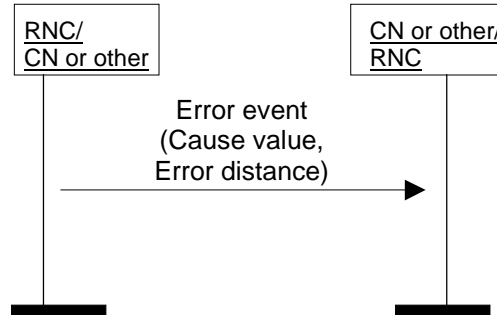 RNC/
CN or other
CN or other/
RNC
Error event
(Cause value,
Error distance)